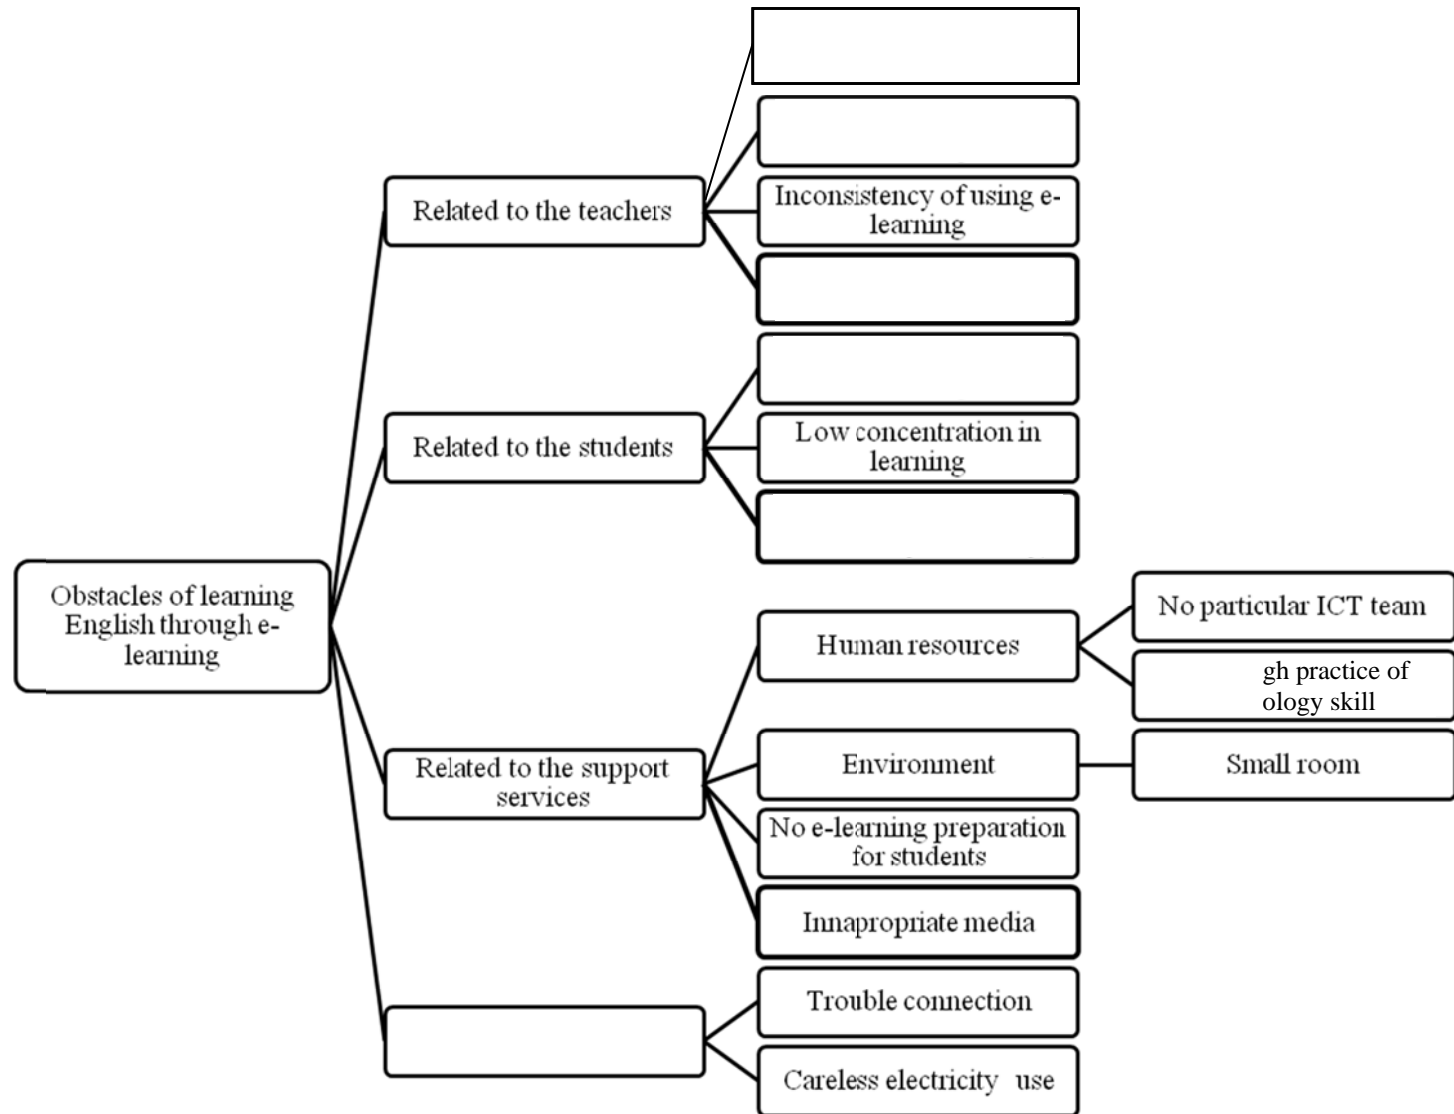 Inconsistency of using e-
learning
Related to the teachers
Low concentration in
learning
Related to the students
Obstacles of learning
English through e-
learning
No particular ICT team
Human resources
gh practice of
ology skill
Related to the support
services
Environment
Small room
No e-learning preparation
for students
Innapropriate media
Trouble connection
Careless electricity use